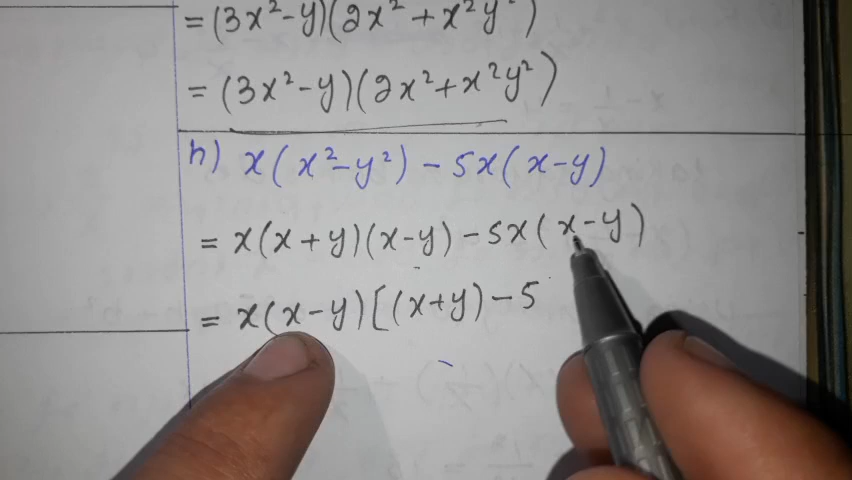 = (3x²-y)(2x² + x²y²)
= (3x²-y)(2x²+x²y²)
h) x(x²-y²) - 5x(x-y)
= x(x+y)(x-y) - 5x(x-y)
= x(x-y)[(x+y) - 5